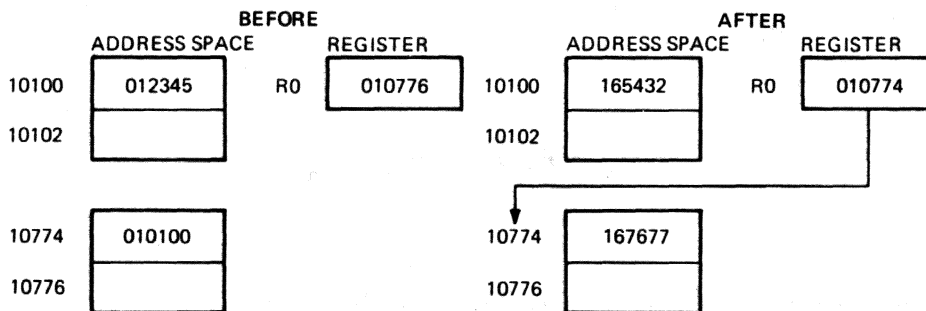 BEFORE AFTER
ADDRESS SPACE REGISTER ADDRESS SPACE REGISTER
10100 012345 R0 010776 10100 165432 R0 010774
10102 10102
10774 010100 10774 167677
10776 10776